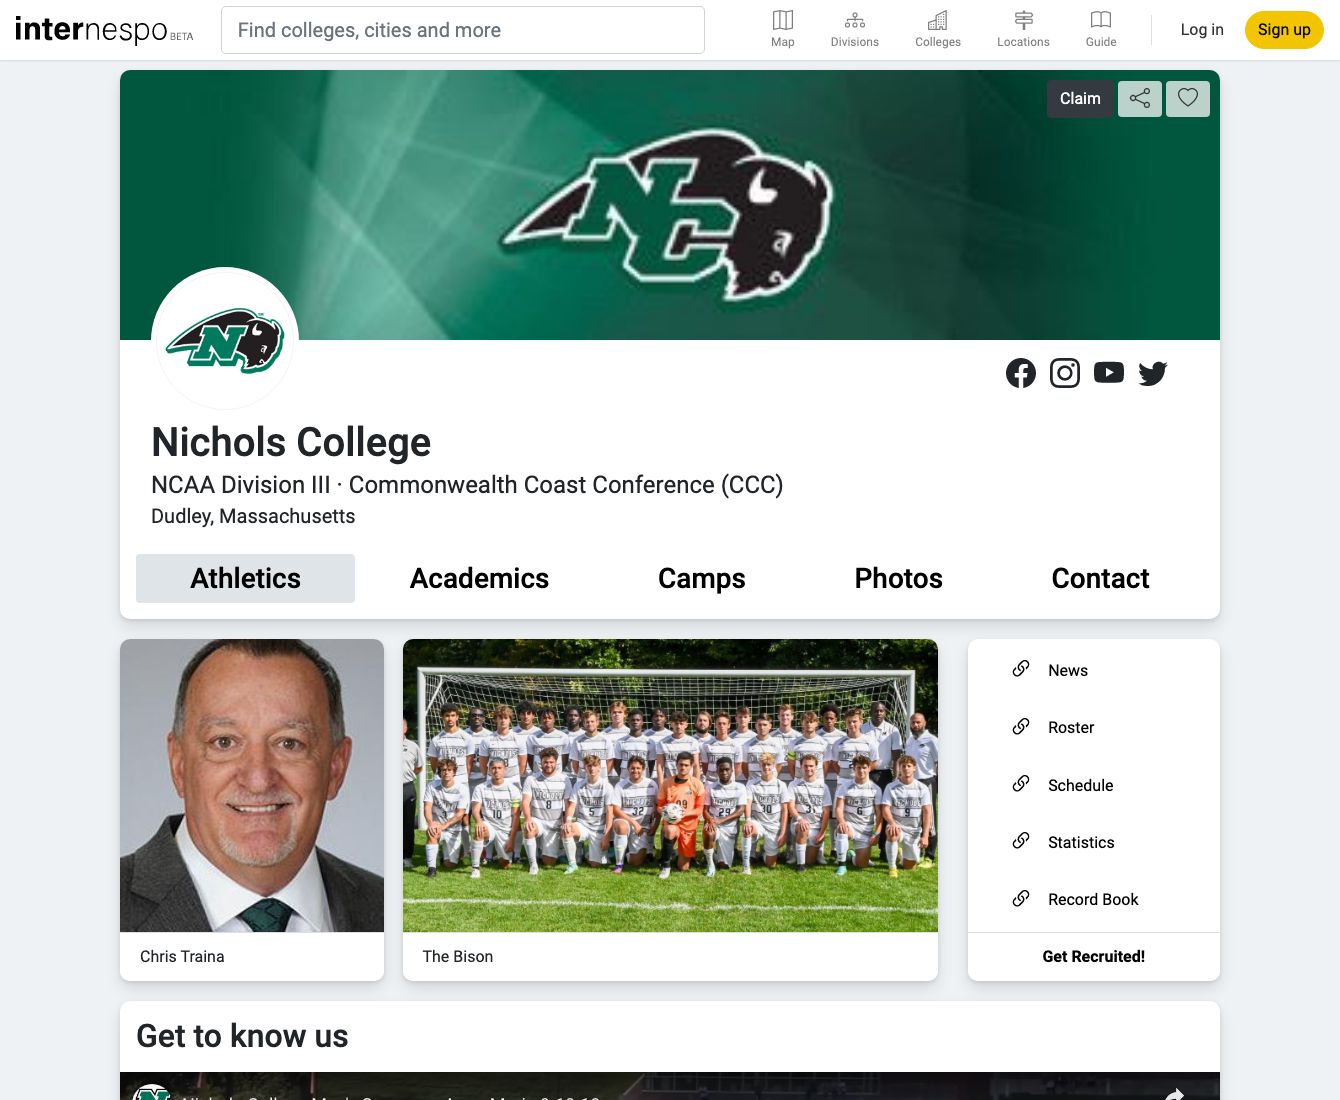 internespo BETA
Find colleges, cities and more
Map
Divisions
Colleges
Locations
Guide
Log in
Sign up
Claim
NC
N
Nichols College
NCAA Division III · Commonwealth Coast Conference (CCC)
Dudley, Massachusetts
Athletics
Academics
Camps
Photos
Contact
News
Roster
Schedule
Statistics
Record Book
Chris Traina
The Bison
Get Recruited!
Get to know us